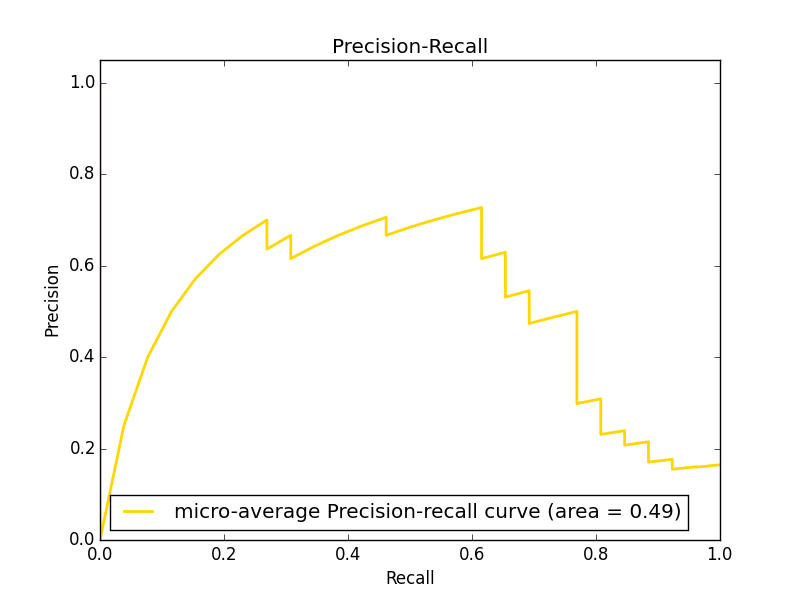 Precision-Recall
1.0
0.8
0.6
0.4
0.2
0.0
Precision
micro-average Precision-recall curve (area = 0.49)
0.0 0.2 0.4 0.6 0.8 1.0
Recall